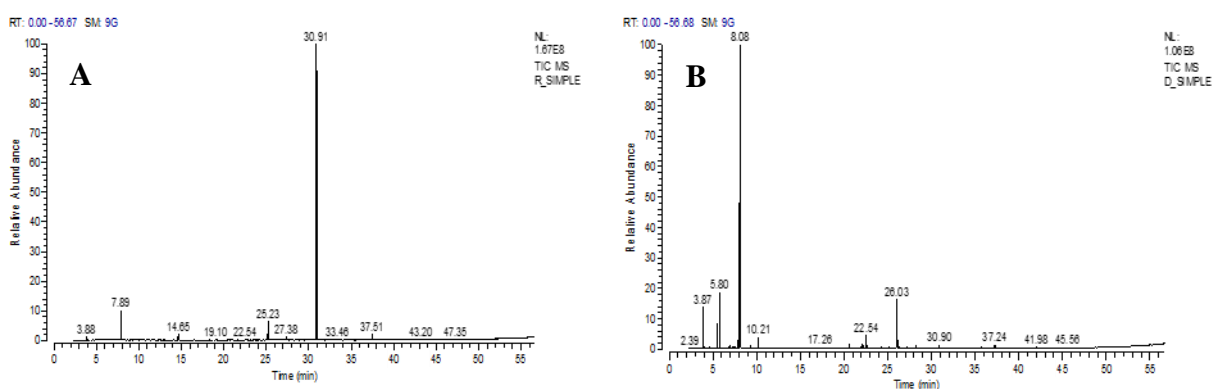 RT: 0.00 - 56.67 SM: 9G
30.91
NL:
1.67E8
TIC MS
R_SIMPLE
A
100
90
80
70
60
50
40
30
20
10
0
Relative Abundance
3.88
7.89
14.65
19.10
22.54
25.23
27.38
33.46
37.51
43.20
47.35
0 5 10 15 20 25 30 35 40 45 50 55
Time (min)
RT: 0.00 - 56.68 SM: 9G
8.08
NL:
1.06E8
TIC MS
D_SIMPLE
B
100
90
80
70
60
50
40
30
20
10
0
Relative Abundance
2.39
3.87
5.80
10.21
17.26
22.54
26.03
30.90
37.24
41.98
45.56
0 5 10 15 20 25 30 35 40 45 50 55
Time (min)